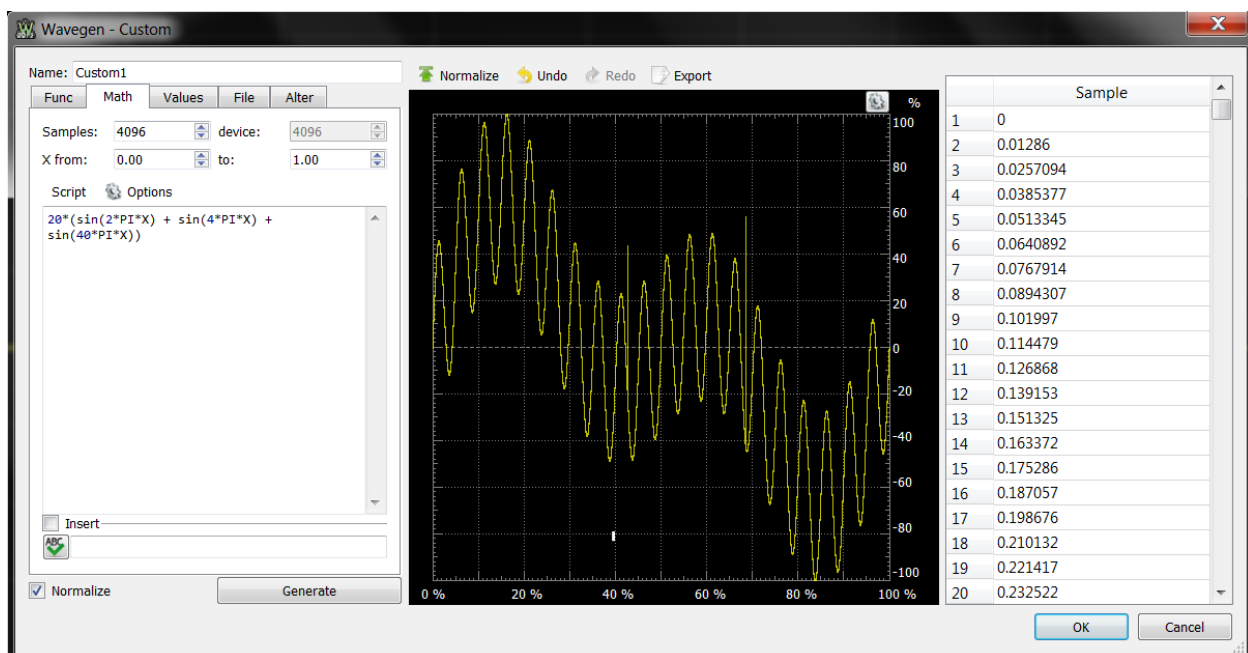 Wavegen - Custom
Name: Custom1
Func Math Values File Alter
Samples: 4096 device: 4096
X from: 0.00 to: 1.00
Script Options
20*(sin(2*PI*X) + sin(4*PI*X) +
sin(40*PI*X))
Insert
ABC
Normalize Generate
Normalize Undo Redo Export
%
100
80
60
40
20
0
-20
-40
-60
-80
-100
0 % 20 % 40 % 60 % 80 % 100 %
Sample
1 0
2 0.01286
3 0.0257094
4 0.0385377
5 0.0513345
6 0.0640892
7 0.0767914
8 0.0894307
9 0.101997
10 0.114479
11 0.126868
12 0.139153
13 0.151325
14 0.163372
15 0.175286
16 0.187057
17 0.198676
18 0.210132
19 0.221417
20 0.232522
OK Cancel